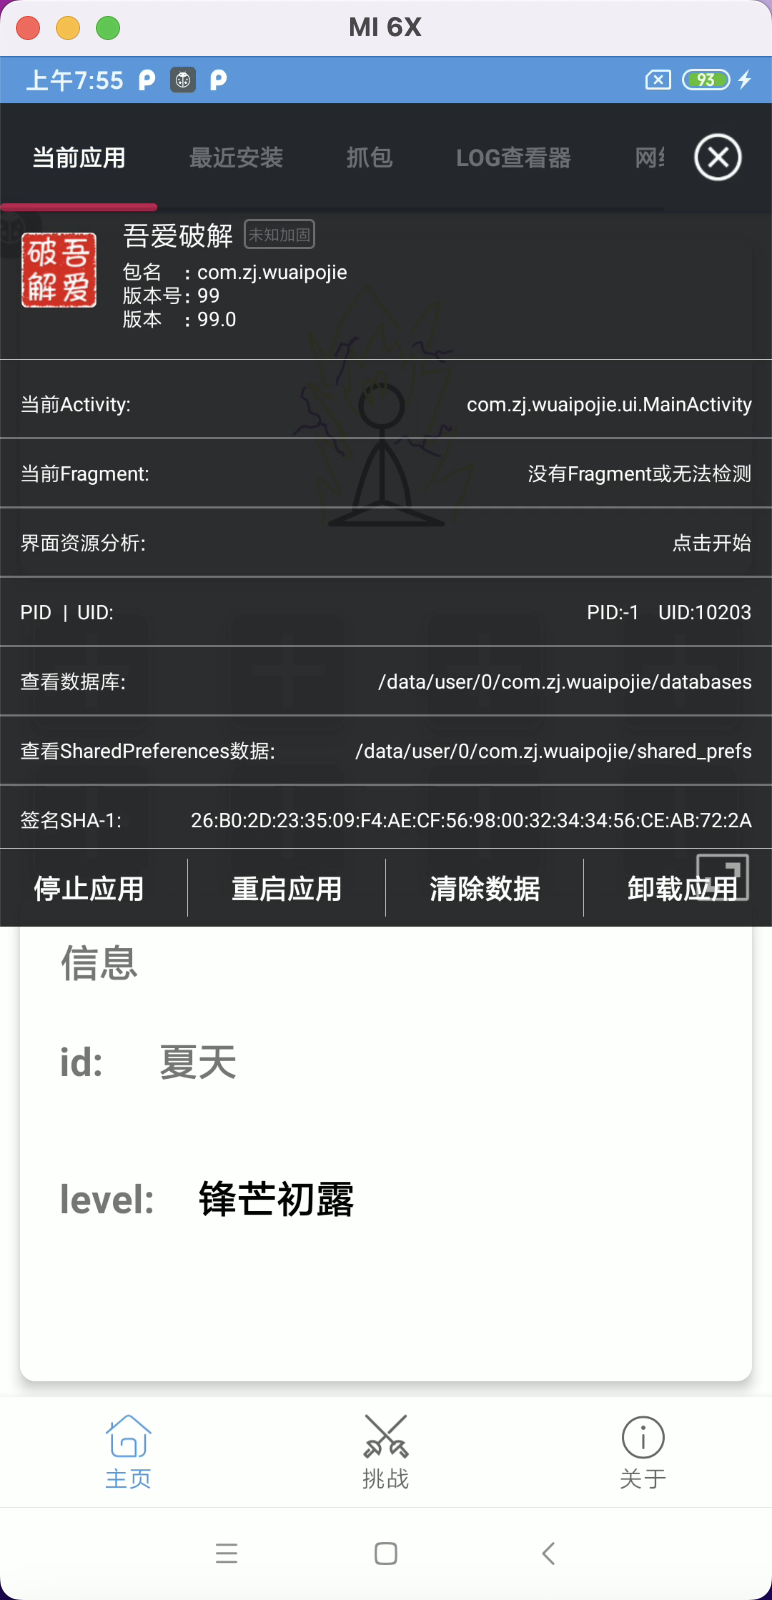 MI 6X
上午7:55
93
当前应用 最近安装 抓包 LOG查看器 网
吾爱破解 未知加固
破吾
解爱
包名 : com.zj.wuaipojie
版本号: 99
版本 : 99.0
当前Activity: com.zj.wuaipojie.ui.MainActivity
当前Fragment: 没有Fragment或无法检测
界面资源分析: 点击开始
PID | UID: PID:-1 UID:10203
查看数据库: /data/user/0/com.zj.wuaipojie/databases
查看SharedPreferences数据: /data/user/0/com.zj.wuaipojie/shared_prefs
签名SHA-1: 26:B0:2D:23:35:09:F4:AE:CF:56:98:00:32:34:34:56:CE:AB:72:2A
停止应用 重启应用 清除数据 卸载应用
信息
id: 夏天
level: 锋芒初露
主页 挑战 关于